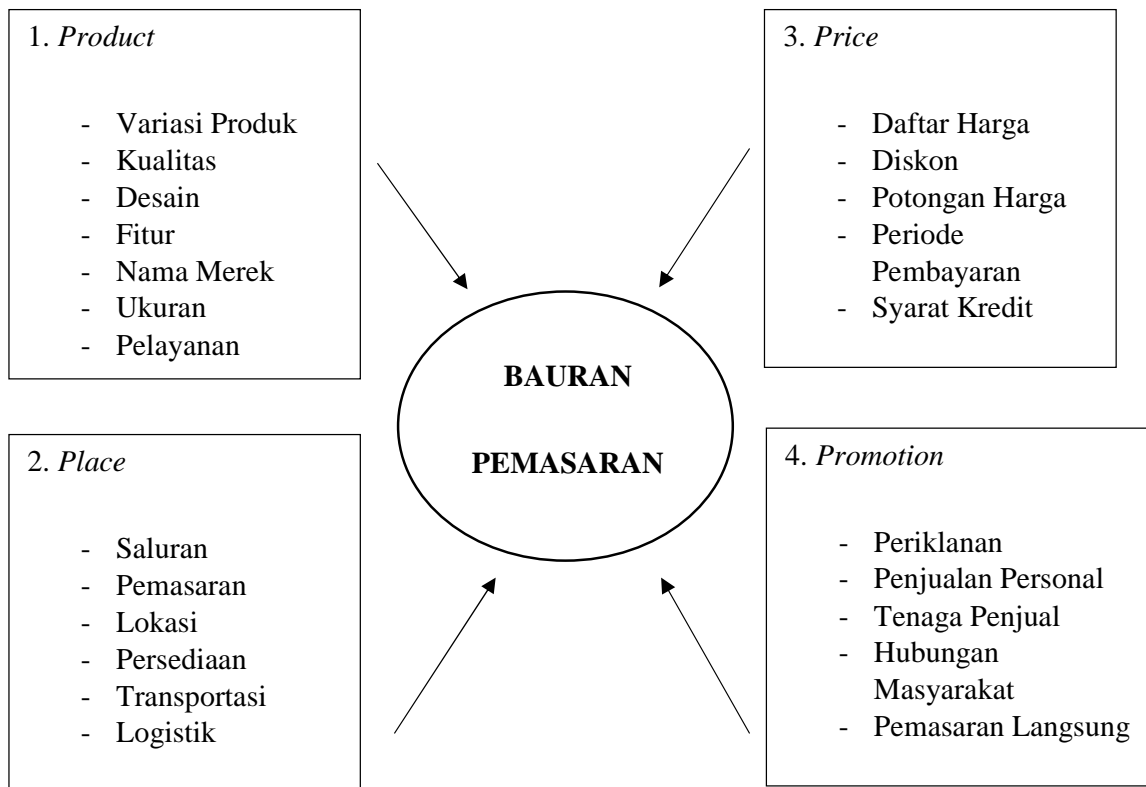 1. Product
- Variasi Produk
- Kualitas
- Desain
- Fitur
- Nama Merek
- Ukuran
- Pelayanan
3. Price
- Daftar Harga
- Diskon
- Potongan Harga
- Periode
Pembayaran
- Syarat Kredit
BAURAN
PEMASARAN
2. Place
- Saluran
- Pemasaran
- Lokasi
- Persediaan
- Transportasi
- Logistik
4. Promotion
- Periklanan
- Penjualan Personal
- Tenaga Penjual
- Hubungan
Masyarakat
- Pemasaran Langsung